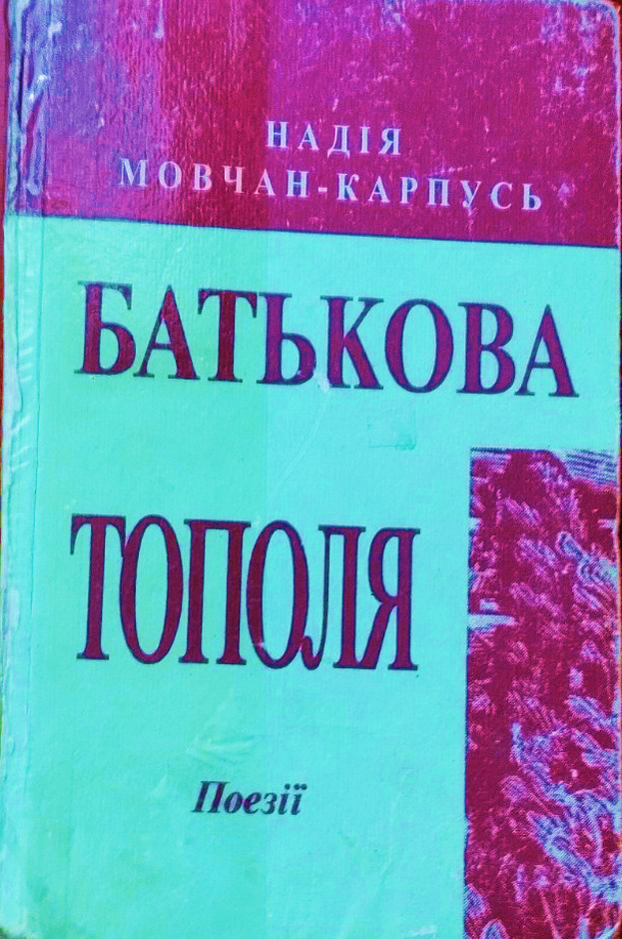 НАДІЯ
МОВЧАН-КАРПУСЬ
БАТЬКОВА
ТОПОЛЯ
Поезії